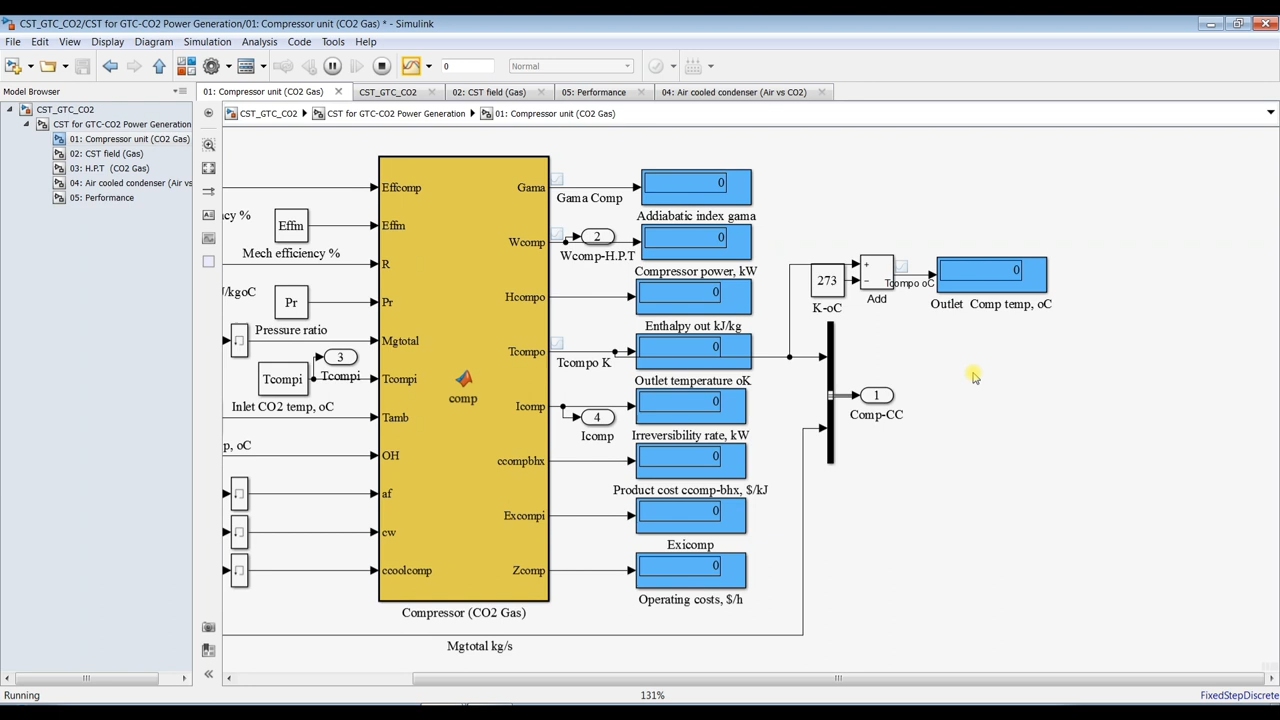 CST_GTC_CO2/CST for GTC-CO2 Power Generation/01: Compressor unit (CO2 Gas) * - Simulink
File Edit View Display Diagram Simulation Analysis Code Tools Help
0 Normal
Model Browser
01: Compressor unit (CO2 Gas) CST_GTC_CO2 02: CST field (Gas) 05: Performance 04: Air cooled condenser (Air vs CO2)
CST_GTC_CO2 CST for GTC-CO2 Power Generation 01: Compressor unit (CO2 Gas)
CST_GTC_CO2
CST for GTC-CO2 Power Generation
01: Compressor unit (CO2 Gas)
02: CST field (Gas)
03: H.P.T (CO2 Gas)
04: Air cooled condenser (Air vs
05: Performance
Effcomp
Gama
Gama Comp
0
Addiabatic index gama
cy %
Effm
Mech efficiency %
Effm
Wcomp
2
Wcomp-H.P.T
0
Compressor power, kW
R
J/kgoC
Pr
Pressure ratio
Pr
Hcompo
0
Enthalpy out kJ/kg
Mgtotal
Tcompo
Tcompo K
0
Outlet temperature oK
3
Tcompi
Tcompi
Inlet CO2 temp, oC
Tcompi
comp
Icomp
4
Icomp
0
Irreversibility rate, kW
Tamb
p, oC
OH
ccompbhx
0
Product cost ccomp-bhx, $/kJ
af
Excompi
0
Exicomp
cw
ccoolcomp
Zcomp
0
Operating costs, $/h
Compressor (CO2 Gas)
Mgtotal kg/s
273
K-oC
+
−
Add
Tcompo oC
0
Outlet Comp temp, oC
1
Comp-CC
Running
131%
FixedStepDiscrete